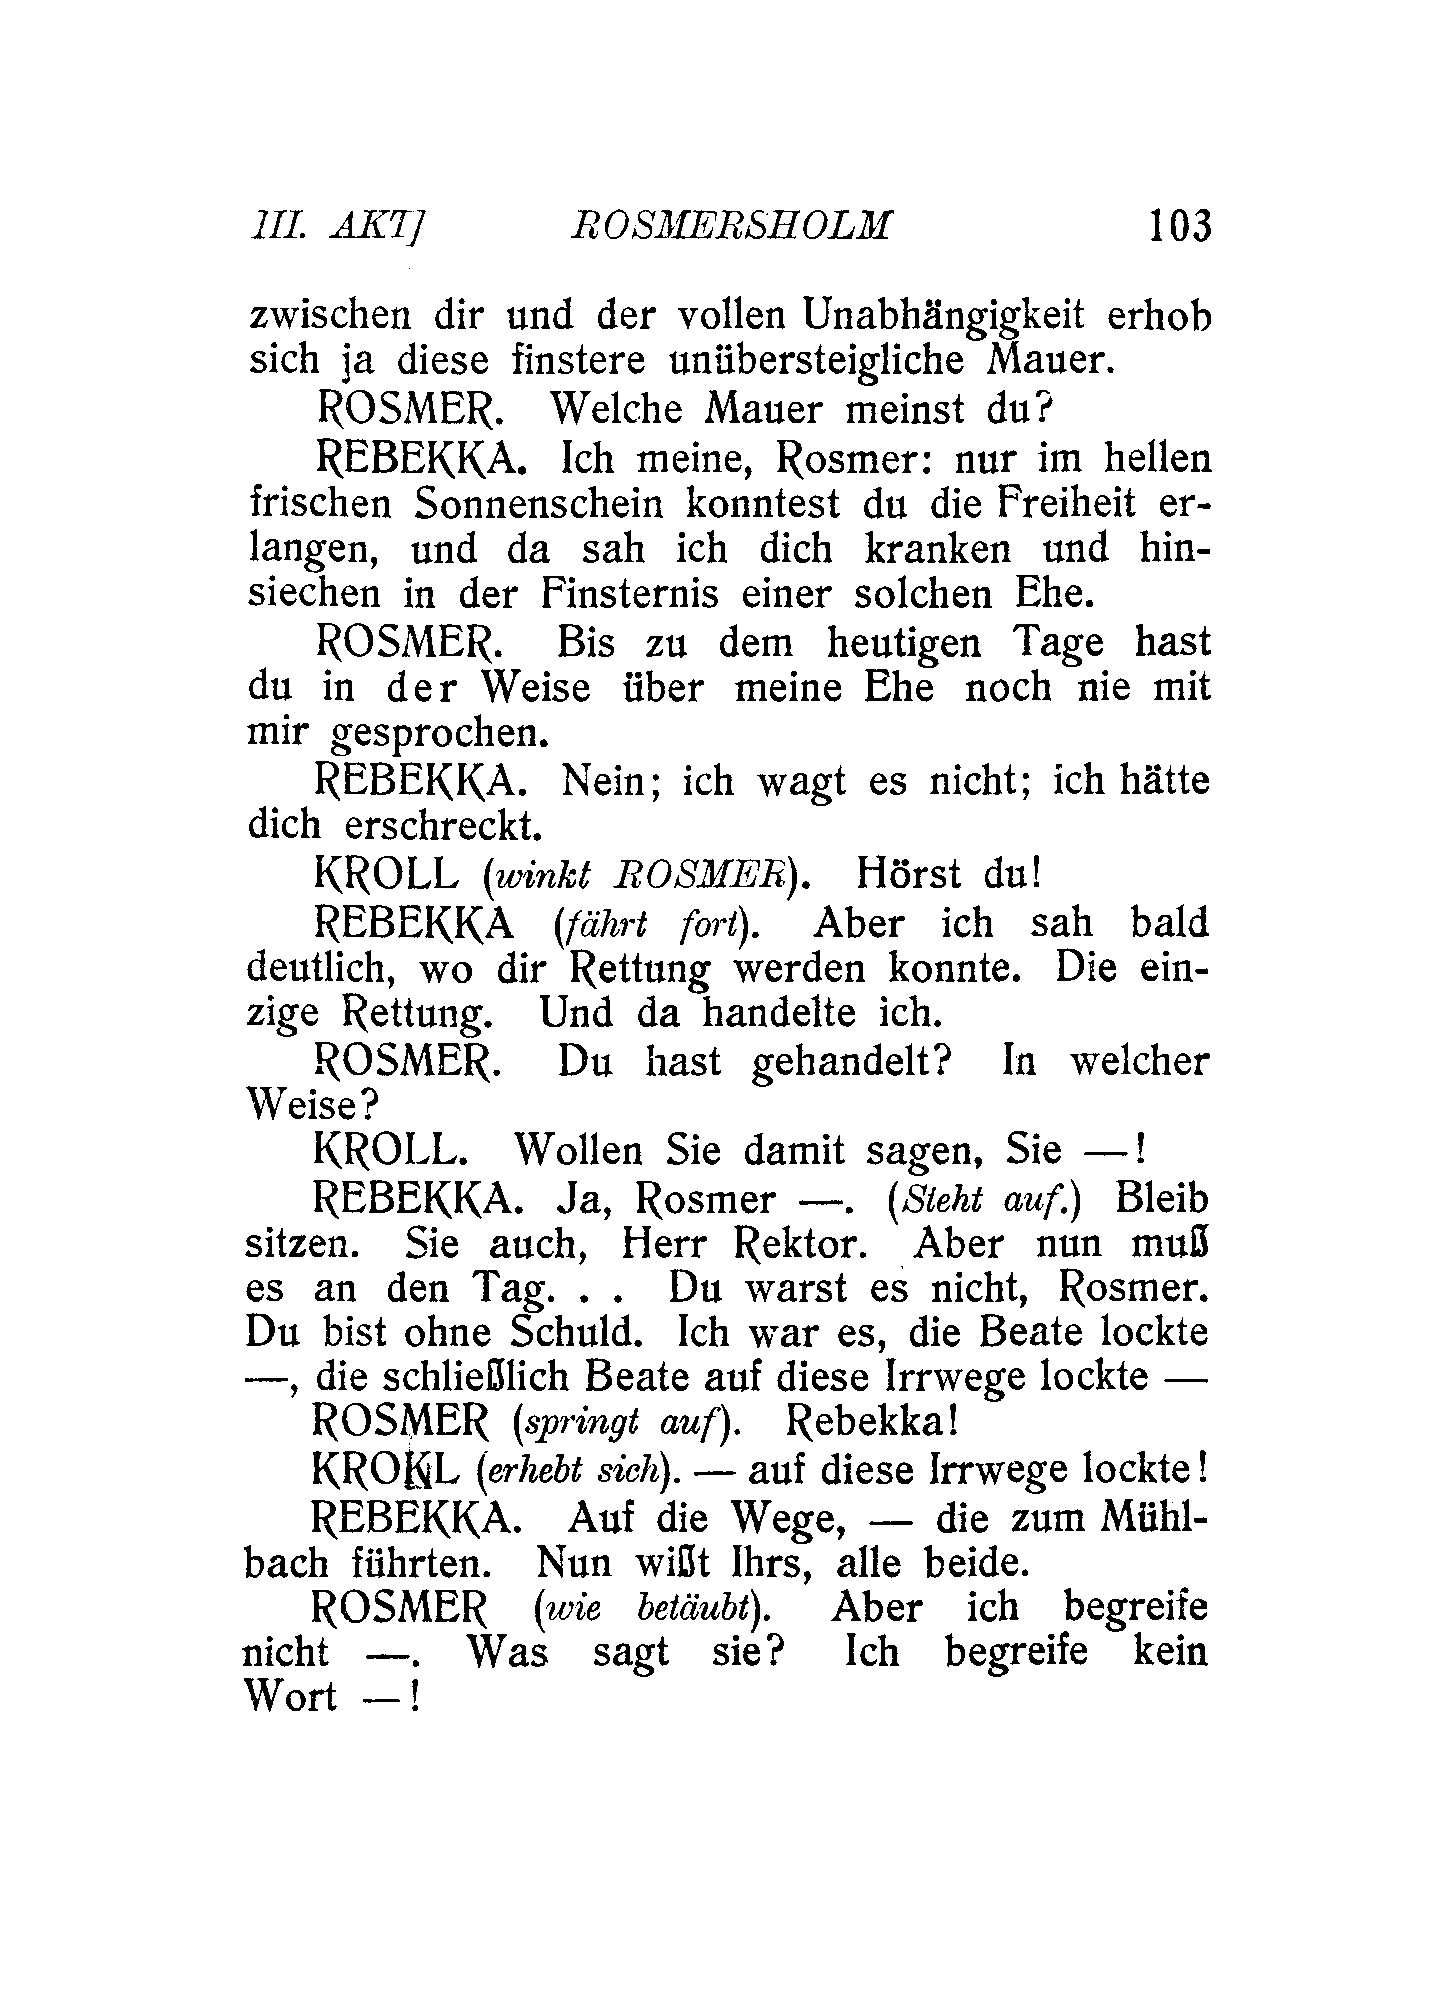 III. AKT] ROSMERSHOLM 103
zwischen dir und der vollen Unabhängigkeit erhob
sich ja diese finstere unübersteigliche Mauer.
ROSMER. Welche Mauer meinst du?
REBEKKA. Ich meine, Rosmer: nur im hellen
frischen Sonnenschein konntest du die Freiheit er-
langen, und da sah ich dich kranken und hin-
siechen in der Finsternis einer solchen Ehe.
ROSMER. Bis zu dem heutigen Tage hast
du in der Weise über meine Ehe noch nie mit
mir gesprochen.
REBEKKA. Nein; ich wagt es nicht; ich hätte
dich erschreckt.
KROLL (winkt ROSMER). Hörst du!
REBEKKA (fährt fort). Aber ich sah bald
deutlich, wo dir Rettung werden konnte. Die ein-
zige Rettung. Und da handelte ich.
ROSMER. Du hast gehandelt? In welcher
Weise?
KROLL. Wollen Sie damit sagen, Sie —!
REBEKKA. Ja, Rosmer —. (Steht auf.) Bleib
sitzen. Sie auch, Herr Rektor. Aber nun muß
es an den Tag. . . Du warst es nicht, Rosmer.
Du bist ohne Schuld. Ich war es, die Beate lockte
—, die schließlich Beate auf diese Irrwege lockte —
ROSMER (springt auf). Rebekka!
KROKL (erhebt sich). — auf diese Irrwege lockte!
REBEKKA. Auf die Wege, — die zum Mühl-
bach führten. Nun wißt Ihrs, alle beide.
ROSMER (wie betäubt). Aber ich begreife
nicht —. Was sagt sie? Ich begreife kein
Wort —!